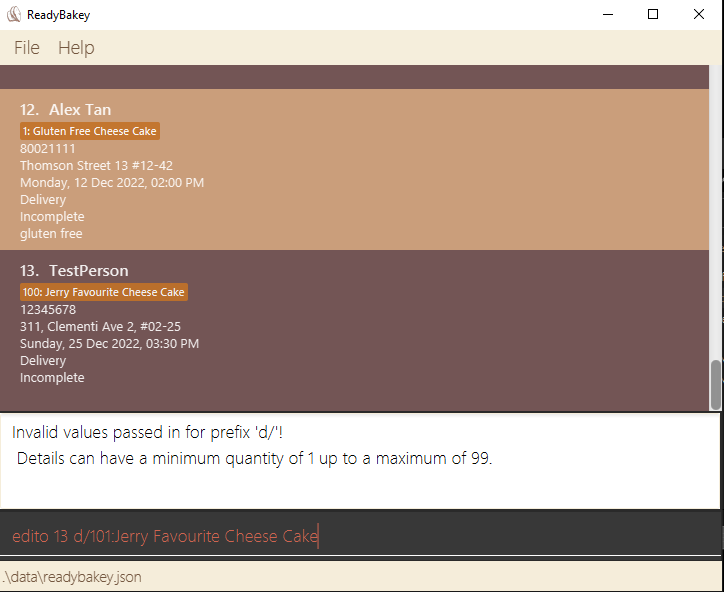 ReadyBakey
File Help
12. Alex Tan
1: Gluten Free Cheese Cake
80021111
Thomson Street 13 #12-42
Monday, 12 Dec 2022, 02:00 PM
Delivery
Incomplete
gluten free
13. TestPerson
100: Jerry Favourite Cheese Cake
12345678
311, Clementi Ave 2, #02-25
Sunday, 25 Dec 2022, 03:30 PM
Delivery
Incomplete
Invalid values passed in for prefix 'd/'!
Details can have a minimum quantity of 1 up to a maximum of 99.
edito 13 d/101:Jerry Favourite Cheese Cake
.\data\readybakey.json